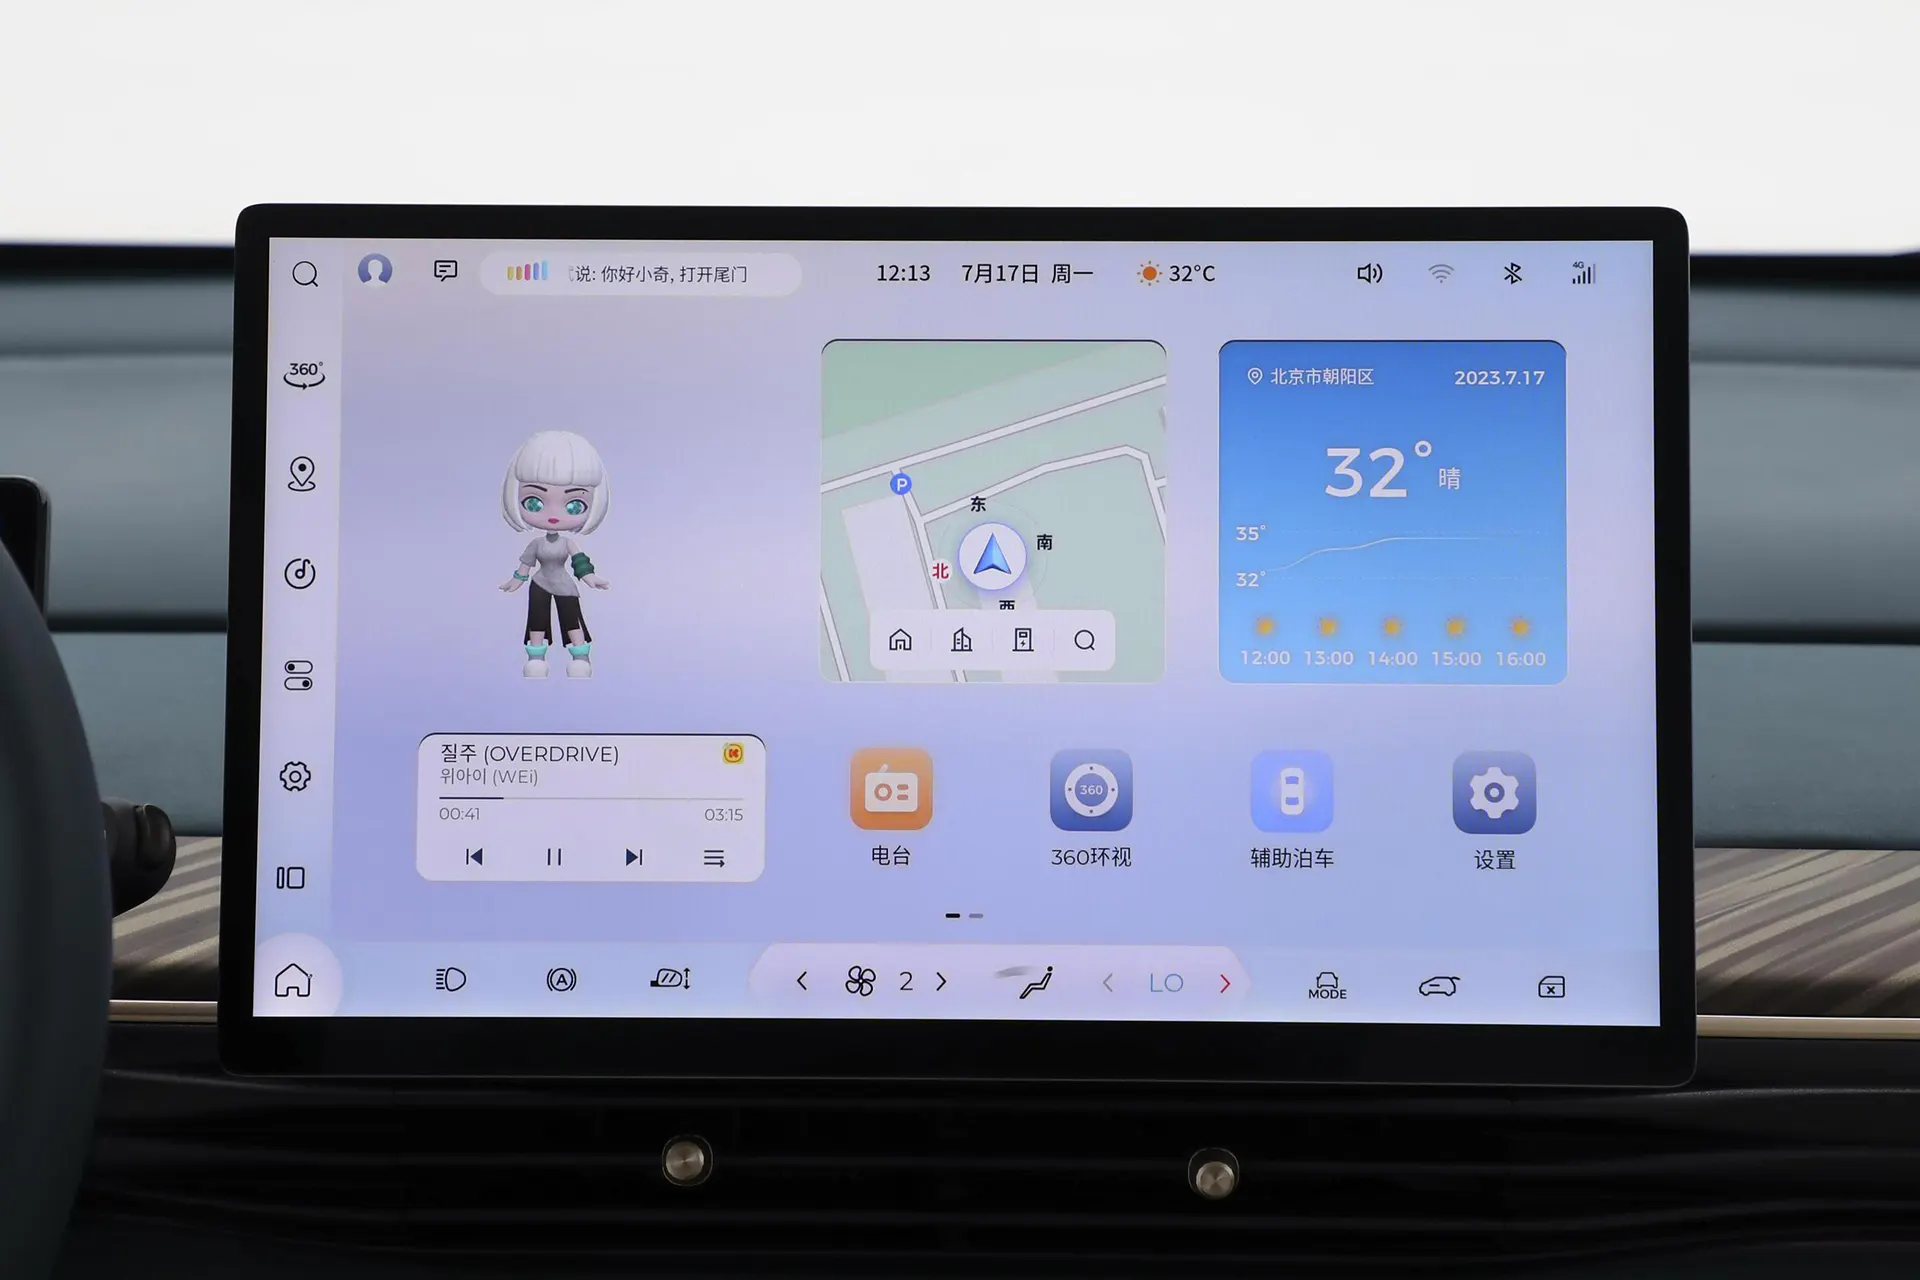 说: 你好小奇, 打开尾门
12:13 7月17日 周一 32°C
4G
360°
P
东
南
北
西
北京市朝阳区 2023.7.17
32° 晴
35°
32°
12:00 13:00 14:00 15:00 16:00
질주 (OVERDRIVE)
위아이 (WEi)
00:41 03:15
360
电台 360环视 辅助泊车 设置
A
2
LO
MODE